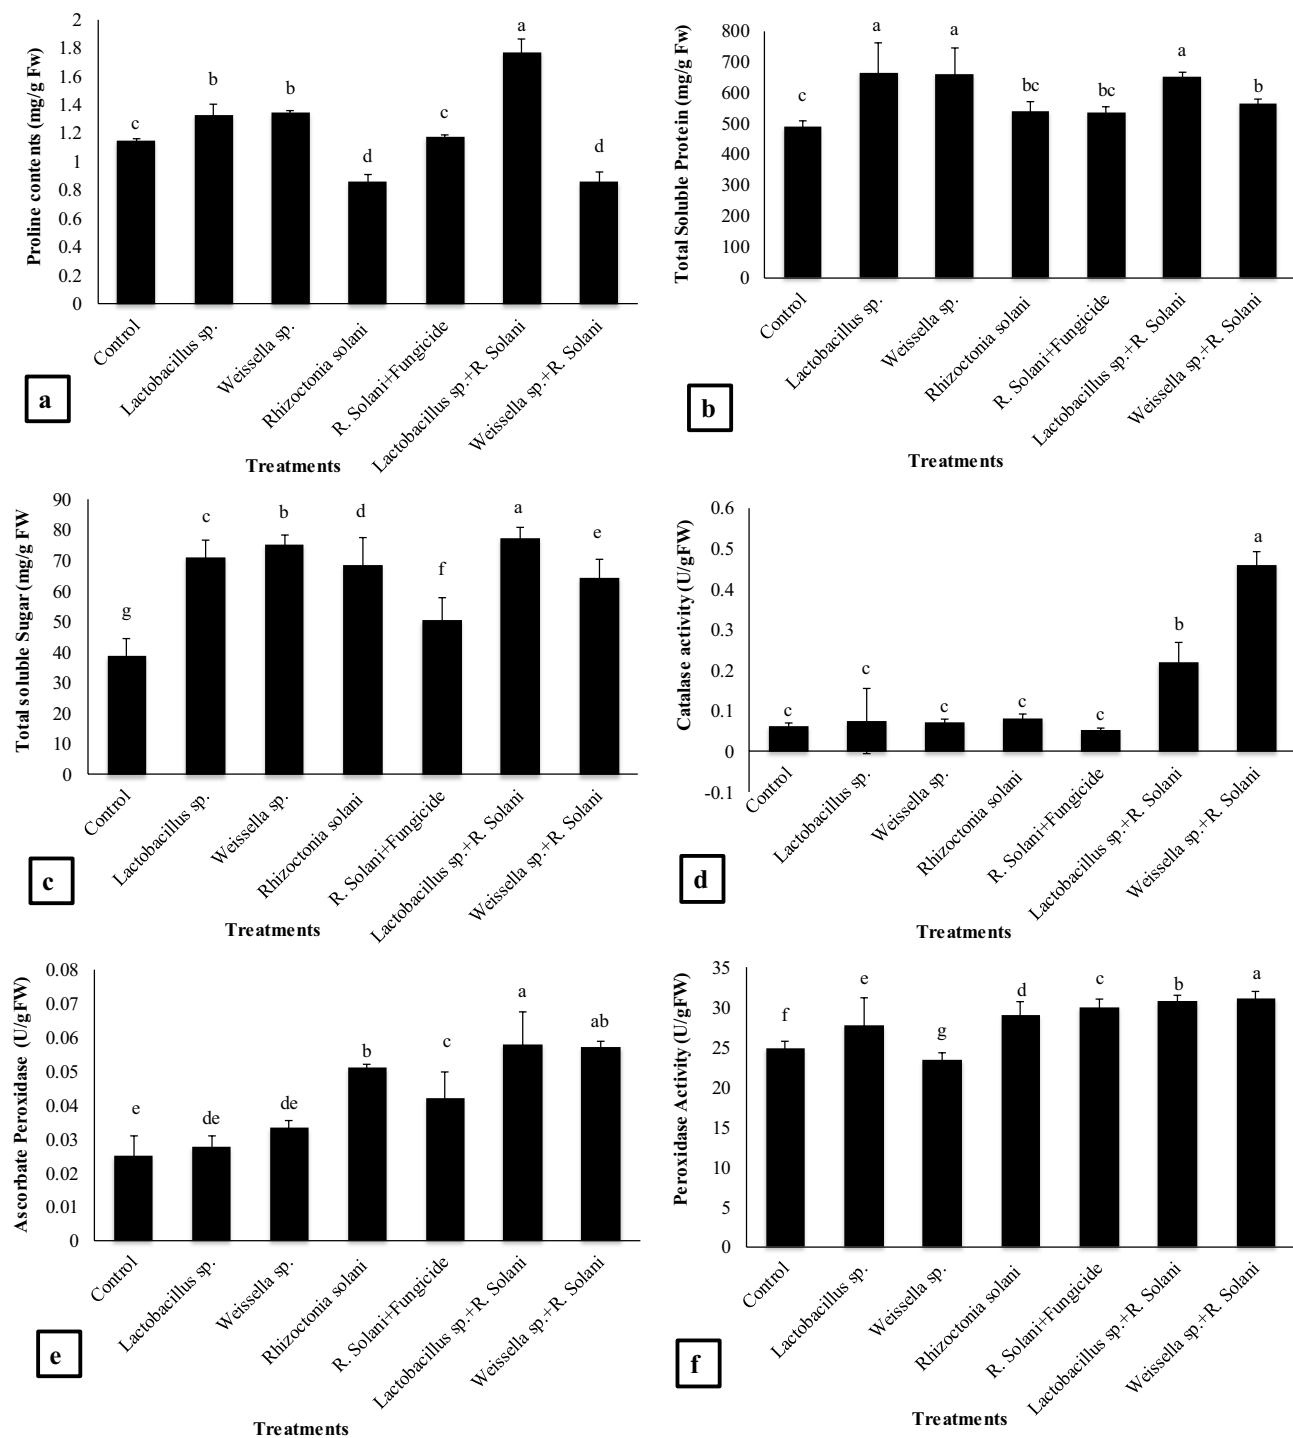 Proline contents (mg/g Fw)
2
1.8
1.6
1.4
1.2
1
0.8
0.6
0.4
0.2
0
c
b
b
d
c
a
d
Control
Lactobacillus sp.
Weissella sp.
Rhizoctonia solani
R. Solani+Fungicide
Lactobacillus sp.+R. Solani
Weissella sp.+R. Solani
a
Treatments
Total Soluble Protein (mg/g Fw)
800
700
600
500
400
300
200
100
0
c
a
a
bc
bc
a
b
Control
Lactobacillus sp.
Weissella sp.
Rhizoctonia solani
R. Solani+Fungicide
Lactobacillus sp.+R. Solani
Weissella sp.+R. Solani
b
Treatments
Total soluble Sugar (mg/g FW
90
80
70
60
50
40
30
20
10
0
g
c
b
d
f
a
e
Control
Lactobacillus sp.
Weissella sp.
Rhizoctonia solani
R. Solani+Fungicide
Lactobacillus sp.+R. Solani
Weissella sp.+R. Solani
c
Treatments
Catalase activity (U/gFW)
0.6
0.5
0.4
0.3
0.2
0.1
0
-0.1
c
c
c
c
c
b
a
Control
Lactobacillus sp.
Weissella sp.
Rhizoctonia solani
R. Solani+Fungicide
Lactobacillus sp.+R. Solani
Weissella sp.+R. Solani
d
Treatments
Ascorbate Peroxidase (U/gFW)
0.08
0.07
0.06
0.05
0.04
0.03
0.02
0.01
0
e
de
de
b
c
a
ab
Control
Lactobacillus sp.
Weissella sp.
Rhizoctonia solani
R. Solani+Fungicide
Lactobacillus sp.+R. Solani
Weissella sp.+R. Solani
e
Treatments
Peroxidase Activity (U/gFW)
35
30
25
20
15
10
5
0
f
e
g
d
c
b
a
Control
Lactobacillus sp.
Weissella sp.
Rhizoctonia solani
R. Solani+Fungicide
Lactobacillus sp.+R. Solani
Weissella sp.+R. Solani
f
Treatments